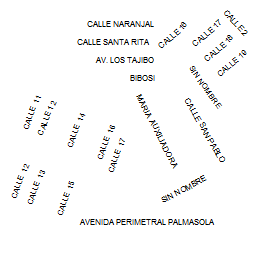 CALLE NARANJAL
CALLE 18
CALLE 17
CALLE2
CALLE SANTA RITA
CALLE 18
AV. LOS TAJIBO
CALLE 19
BIBOSI
SIN NOMBRE
CALLE 11
CALLE 12
CALLE 14
CALLE 16
CALLE 17
MARIA AUXILIADORA
CALLE SAN PABLO
CALLE 12
CALLE 13
CALLE 15
SIN NOMBRE
AVENIDA PERIMETRAL PALMASOLA